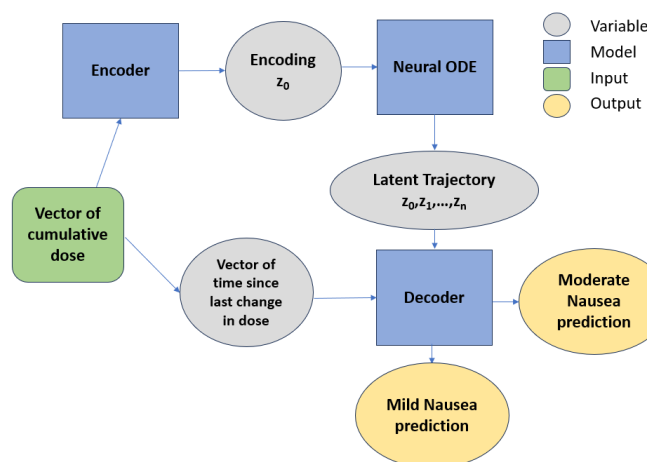 Encoder
Encoding
z₀
Neural ODE
Variable
Model
Input
Output
Latent Trajectory
z₀,z₁,...,zₙ
Vector of
cumulative
dose
Vector of
time since
last change
in dose
Decoder
Moderate
Nausea
prediction
Mild Nausea
prediction